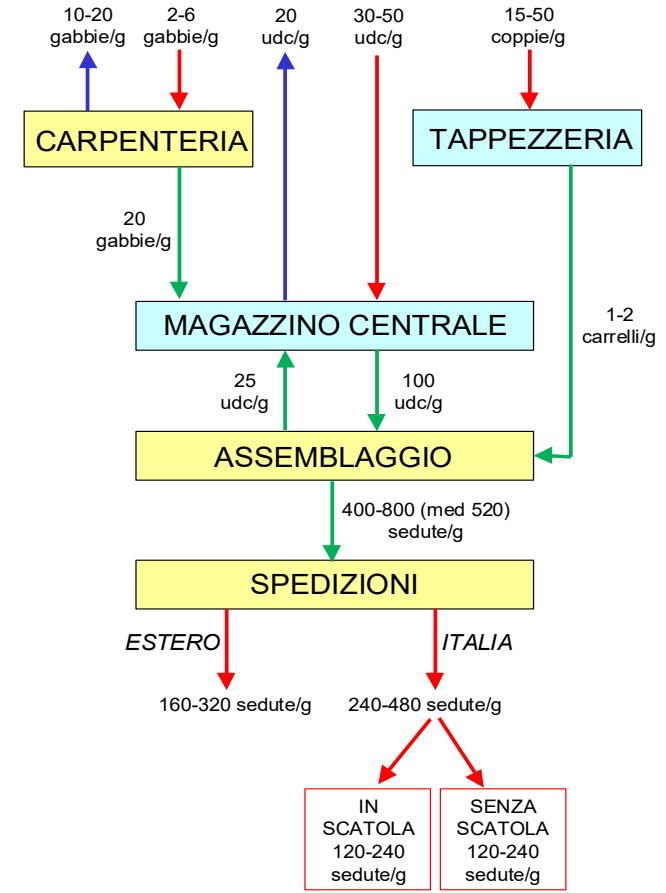 10-20
gabbie/g
2-6
gabbie/g
20
udc/g
30-50
udc/g
15-50
coppie/g
CARPENTERIA
TAPPEZZERIA
20
gabbie/g
MAGAZZINO CENTRALE
1-2
carrelli/g
25
udc/g
100
udc/g
ASSEMBLAGGIO
400-800 (med 520)
sedute/g
SPEDIZIONI
ESTERO
ITALIA
160-320 sedute/g
240-480 sedute/g
IN
SCATOLA
120-240
sedute/g
SENZA
SCATOLA
120-240
sedute/g